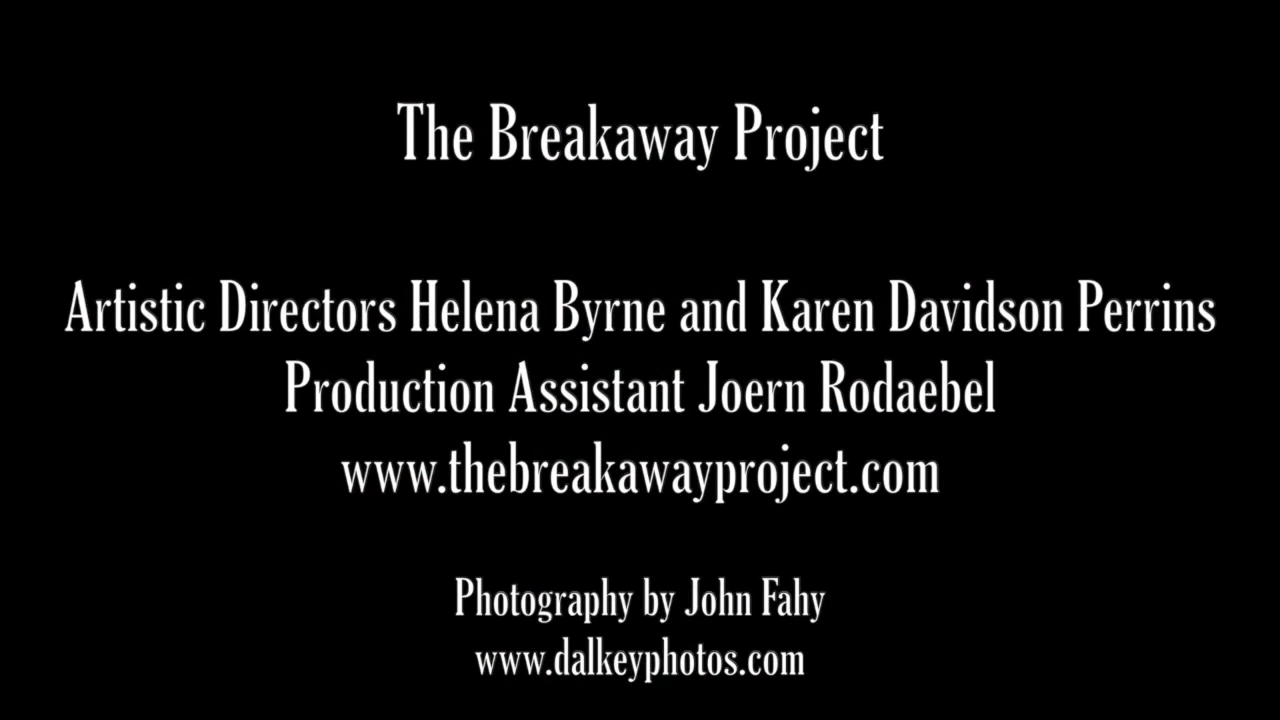 The Breakaway Project
Artistic Directors Helena Byrne and Karen Davidson Perrins
Production Assistant Joern Rodaebel
www.thebreakawayproject.com
Photography by John Fahy
www.dalkeyphotos.com